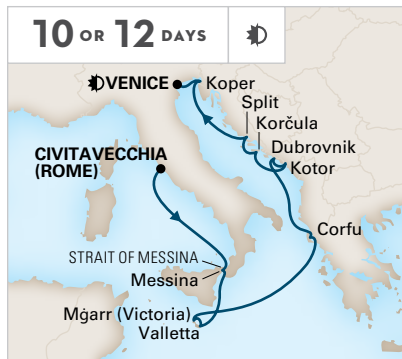 10 OR 12 DAYS
VENICE
Koper
Split
Korčula
Dubrovnik
Kotor
CIVITAVECCHIA
(ROME)
Corfu
STRAIT OF MESSINA
Messina
Mġarr (Victoria)
Valletta